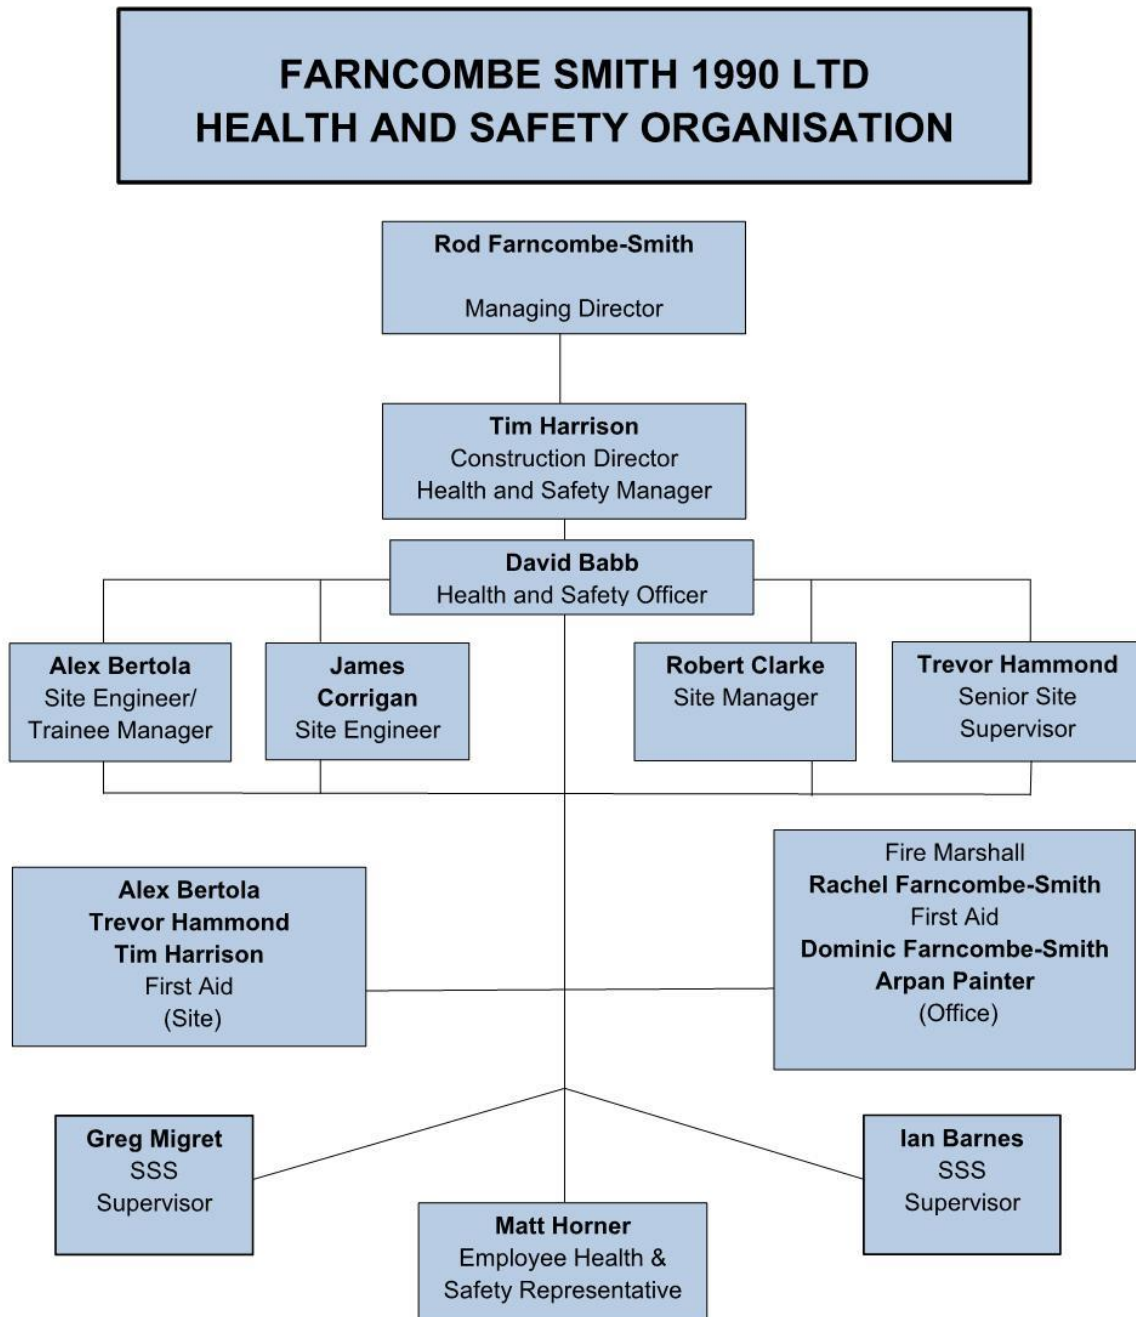 FARNCOMBE SMITH 1990 LTD
HEALTH AND SAFETY ORGANISATION
Rod Farncombe-Smith
Managing Director
Tim Harrison
Construction Director
Health and Safety Manager
David Babb
Health and Safety Officer
Alex Bertola
Site Engineer/
Trainee Manager
James
Corrigan
Site Engineer
Robert Clarke
Site Manager
Trevor Hammond
Senior Site
Supervisor
Alex Bertola
Trevor Hammond
Tim Harrison
First Aid
(Site)
Fire Marshall
Rachel Farncombe-Smith
First Aid
Dominic Farncombe-Smith
Arpan Painter
(Office)
Greg Migret
SSS
Supervisor
Matt Horner
Employee Health &
Safety Representative
Ian Barnes
SSS
Supervisor